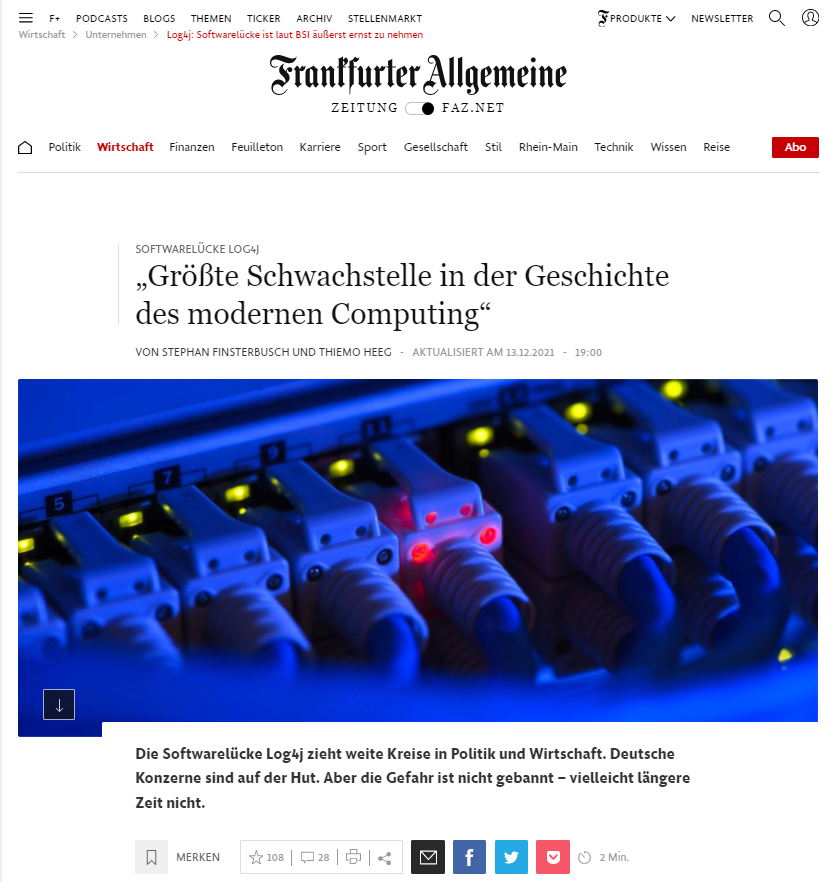 F+ PODCASTS BLOGS THEMEN TICKER ARCHIV STELLENMARKT PRODUKTE NEWSLETTER
Wirtschaft > Unternehmen > Log4j: Softwarelücke ist laut BSI äußerst ernst zu nehmen
Frankfurter Allgemeine
ZEITUNG FAZ.NET
Politik Wirtschaft Finanzen Feuilleton Karriere Sport Gesellschaft Stil Rhein-Main Technik Wissen Reise Abo
SOFTWARELÜCKE LOG4J
„Größte Schwachstelle in der Geschichte
des modernen Computing“
VON STEPHAN FINSTERBUSCH UND THIEMO HEEG - AKTUALISIERT AM 13.12.2021 - 19:00
5 7 9 11 1
Die Softwarelücke Log4j zieht weite Kreise in Politik und Wirtschaft. Deutsche
Konzerne sind auf der Hut. Aber die Gefahr ist nicht gebannt – vielleicht längere
Zeit nicht.
MERKEN 108 28 2 Min.